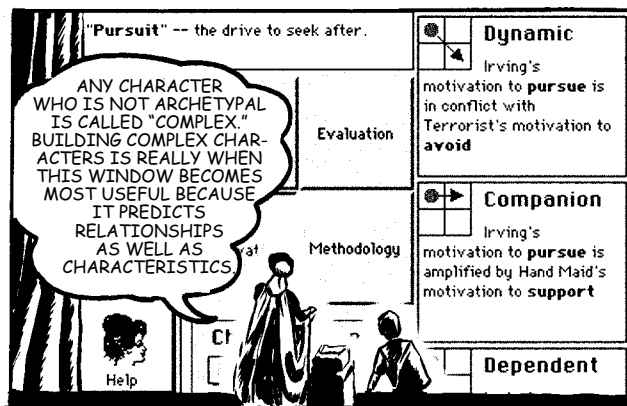 "Pursuit" -- the drive to seek after.
ANY CHARACTER
WHO IS NOT ARCHETYPAL
IS CALLED "COMPLEX."
BUILDING COMPLEX CHAR-
ACTERS IS REALLY WHEN
THIS WINDOW BECOMES
MOST USEFUL BECAUSE
IT PREDICTS
RELATIONSHIPS
AS WELL AS
CHARACTERISTICS.
Evaluation
Methodology
Help
Dynamic
Irving's
motivation to pursue is
in conflict with
Terrorist's motivation to
avoid
Companion
Irving's
motivation to pursue is
amplified by Hand Maid's
motivation to support
Dependent